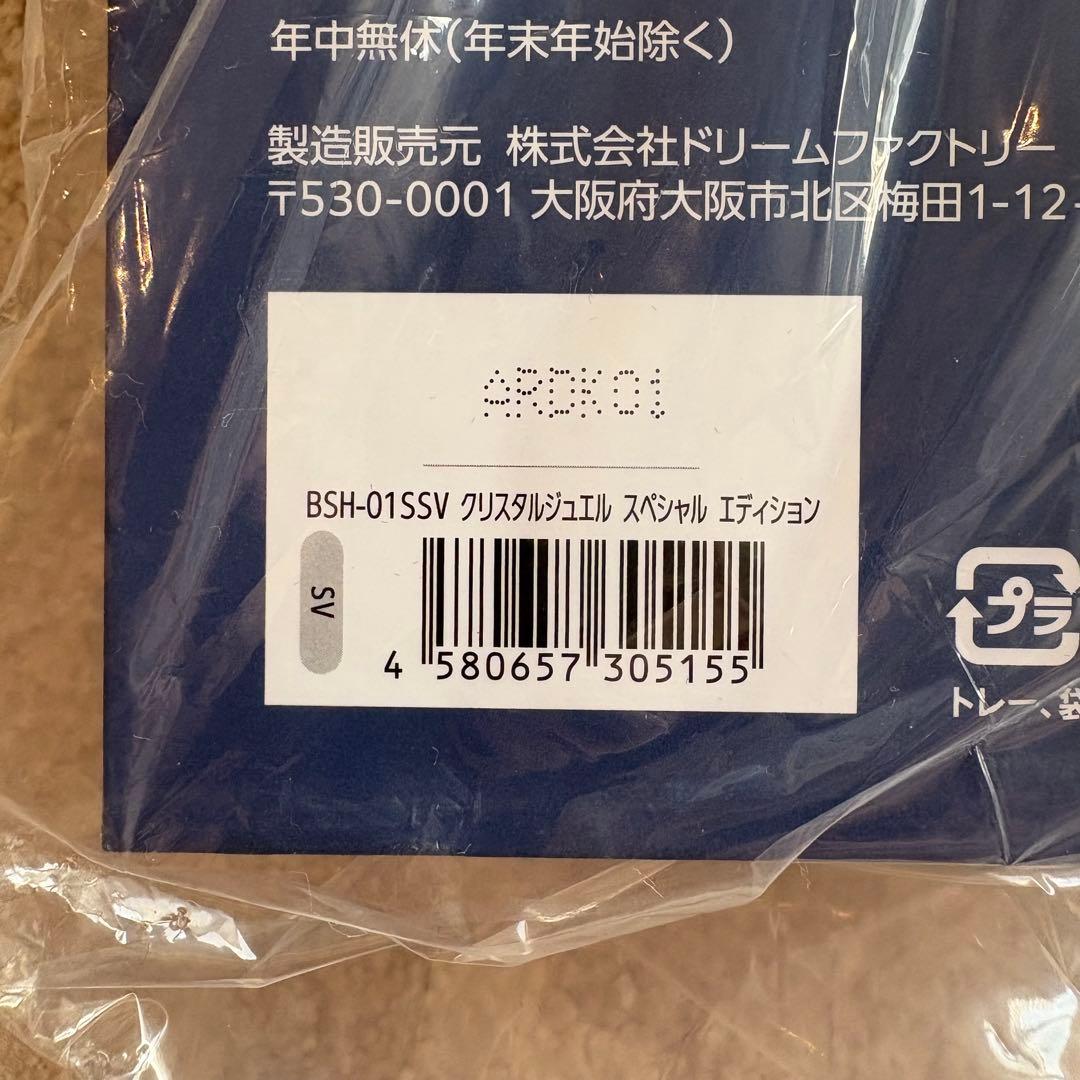 年中無休(年末年始除く)
製造販売元 株式会社ドリームファクトリー
〒530-0001 大阪府大阪市北区梅田1-12-
ARDK01
BSH-01SSV クリスタルジュエル スペシャル エディション
SV
4 580657 305155
プラ
トレー、袋